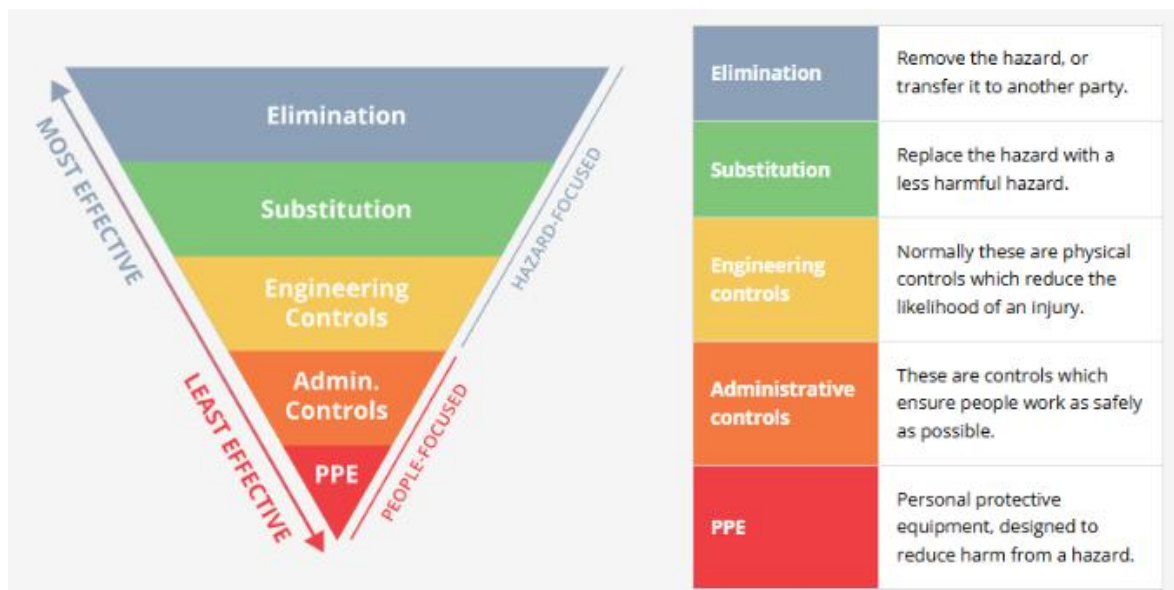 Elimination
Substitution
Engineering
Controls
Admin.
Controls
PPE
MOST EFFECTIVE
LEAST EFFECTIVE
HAZARD-FOCUSED
PEOPLE-FOCUSED
Elimination
Remove the hazard, or
transfer it to another party.
Substitution
Replace the hazard with a
less harmful hazard.
Engineering
controls
Normally these are physical
controls which reduce the
likelihood of an injury.
Administrative
controls
These are controls which
ensure people work as safely
as possible.
PPE
Personal protective
equipment, designed to
reduce harm from a hazard.